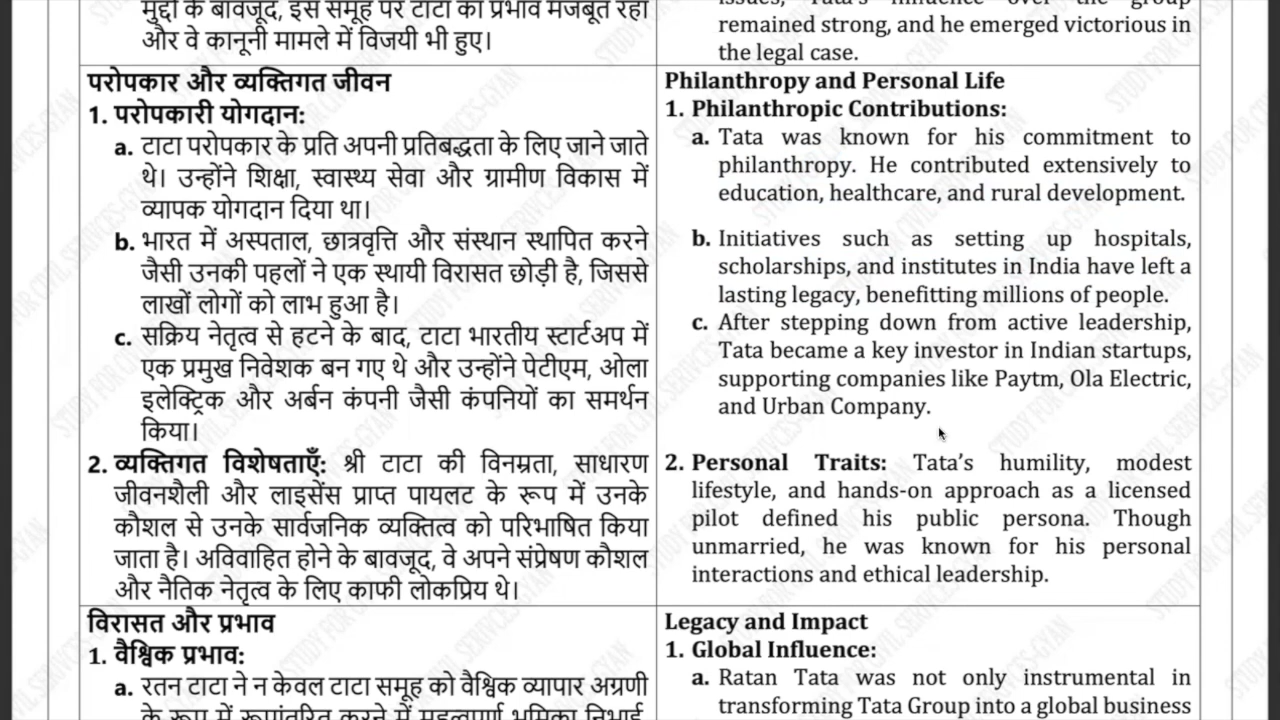 मुद्दों के बावजूद, इस समूह पर टाटा का प्रभाव मजबूत रहा
और वे कानूनी मामले में विजयी भी हुए।
परोपकार और व्यक्तिगत जीवन
1. परोपकारी योगदान:
a. टाटा परोपकार के प्रति अपनी प्रतिबद्धता के लिए जाने जाते
थे। उन्होंने शिक्षा, स्वास्थ्य सेवा और ग्रामीण विकास में
व्यापक योगदान दिया था।
b. भारत में अस्पताल, छात्रवृत्ति और संस्थान स्थापित करने
जैसी उनकी पहलों ने एक स्थायी विरासत छोड़ी है, जिससे
लाखों लोगों को लाभ हुआ है।
c. सक्रिय नेतृत्व से हटने के बाद, टाटा भारतीय स्टार्टअप में
एक प्रमुख निवेशक बन गए थे और उन्होंने पेटीएम, ओला
इलेक्ट्रिक और अर्बन कंपनी जैसी कंपनियों का समर्थन
किया।
2. व्यक्तिगत विशेषताएँ: श्री टाटा की विनम्रता, साधारण
जीवनशैली और लाइसेंस प्राप्त पायलट के रूप में उनके
कौशल से उनके सार्वजनिक व्यक्तित्व को परिभाषित किया
जाता है। अविवाहित होने के बावजूद, वे अपने संप्रेषण कौशल
और नैतिक नेतृत्व के लिए काफी लोकप्रिय थे।
विरासत और प्रभाव
1. वैश्विक प्रभाव:
a. रतन टाटा ने न केवल टाटा समूह को वैश्विक व्यापार अग्रणी
के रूप में रूपांतरित करने में महत्वपूर्ण भूमिका निभाई,
issues, Tata's influence over the group
remained strong, and he emerged victorious in
the legal case.
Philanthropy and Personal Life
1. Philanthropic Contributions:
a. Tata was known for his commitment to
philanthropy. He contributed extensively to
education, healthcare, and rural development.
b. Initiatives such as setting up hospitals,
scholarships, and institutes in India have left a
lasting legacy, benefitting millions of people.
c. After stepping down from active leadership,
Tata became a key investor in Indian startups,
supporting companies like Paytm, Ola Electric,
and Urban Company.
2. Personal Traits: Tata's humility, modest
lifestyle, and hands-on approach as a licensed
pilot defined his public persona. Though
unmarried, he was known for his personal
interactions and ethical leadership.
Legacy and Impact
1. Global Influence:
a. Ratan Tata was not only instrumental in
transforming Tata Group into a global business